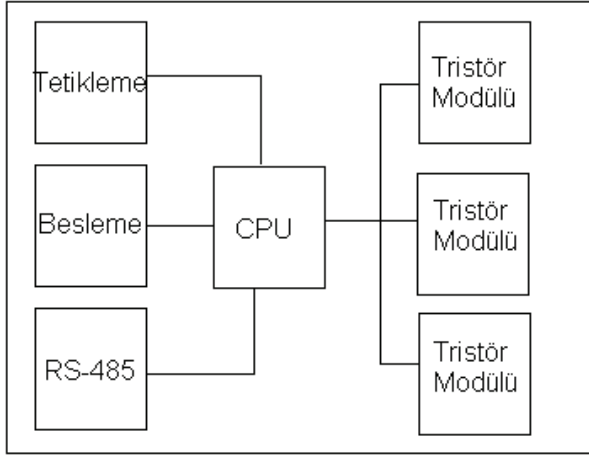 Tetikleme
Besleme
RS-485
CPU
Tristör
Modülü
Tristör
Modülü
Tristör
Modülü